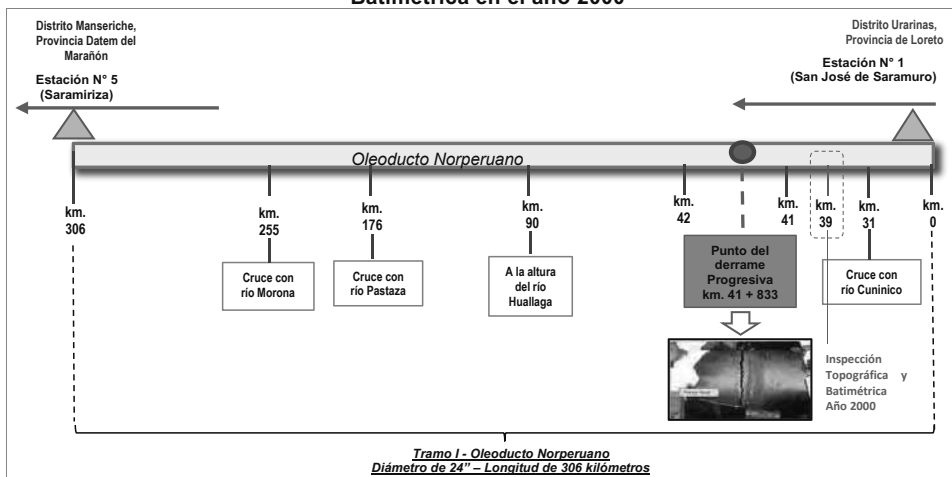 Batimétrica en el año 2000
Distrito Manseriche,
Provincia Datem del
Marañón
Estación N° 5
(Saramiriza)
Distrito Urarinas,
Provincia de Loreto
Estación N° 1
(San José de Saramuro)
Oleoducto Norperuano
km.
306
km.
255
km.
176
km.
90
km.
42
km.
41
km.
39
km.
31
km.
0
Cruce con
río Morona
Cruce con
río Pastaza
A la altura
del río
Huallaga
Punto del
derrame
Progresiva
km. 41 + 833
Cruce con
río Cuninico
Inspección
Topográfica y
Batimétrica
Año 2000
Tramo I - Oleoducto Norperuano
Diámetro de 24” – Longitud de 306 kilómetros